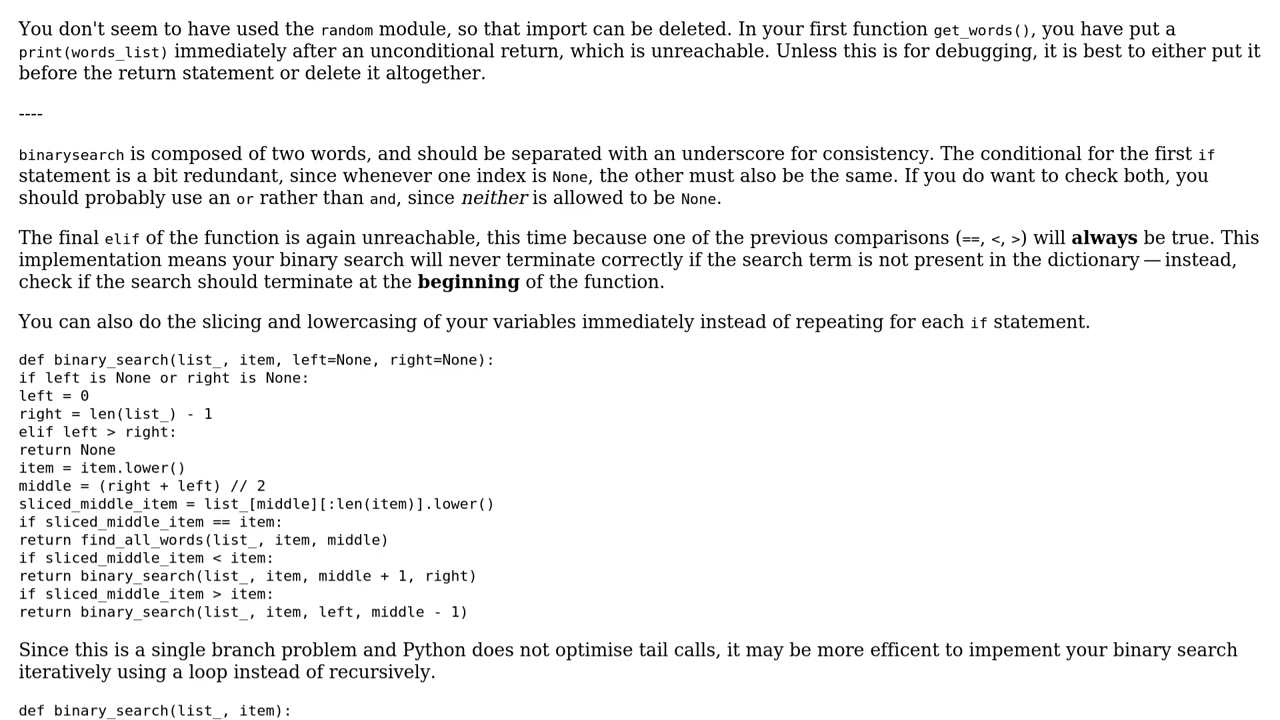 You don't seem to have used the random module, so that import can be deleted. In your first function get_words(), you have put a
print(words_list) immediately after an unconditional return, which is unreachable. Unless this is for debugging, it is best to either put it
before the return statement or delete it altogether.
----
binarysearch is composed of two words, and should be separated with an underscore for consistency. The conditional for the first if
statement is a bit redundant, since whenever one index is None, the other must also be the same. If you do want to check both, you
should probably use an or rather than and, since neither is allowed to be None.
The final elif of the function is again unreachable, this time because one of the previous comparisons (==, <, >) will always be true. This
implementation means your binary search will never terminate correctly if the search term is not present in the dictionary — instead,
check if the search should terminate at the beginning of the function.
You can also do the slicing and lowercasing of your variables immediately instead of repeating for each if statement.
def binary_search(list_, item, left=None, right=None):
if left is None or right is None:
left = 0
right = len(list_) - 1
elif left > right:
return None
item = item.lower()
middle = (right + left) // 2
sliced_middle_item = list_[middle][:len(item)].lower()
if sliced_middle_item == item:
return find_all_words(list_, item, middle)
if sliced_middle_item < item:
return binary_search(list_, item, middle + 1, right)
if sliced_middle_item > item:
return binary_search(list_, item, left, middle - 1)
Since this is a single branch problem and Python does not optimise tail calls, it may be more efficent to impement your binary search
iteratively using a loop instead of recursively.
def binary_search(list_, item):